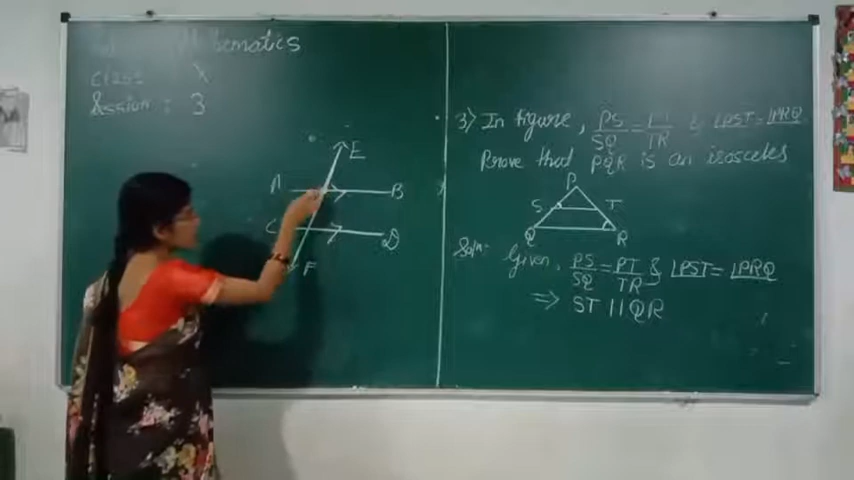 Mathematics
Class X
Session : 3
E
A B
C D
F
3) In figure, PS/SQ = PT/TR & ∠PST = ∠PRQ
Prove that PQR is an isosceles
P
S T
Q R
Soln. Given, PS/SQ = PT/TR & ∠PST = ∠PRQ
⇒ ST || QR